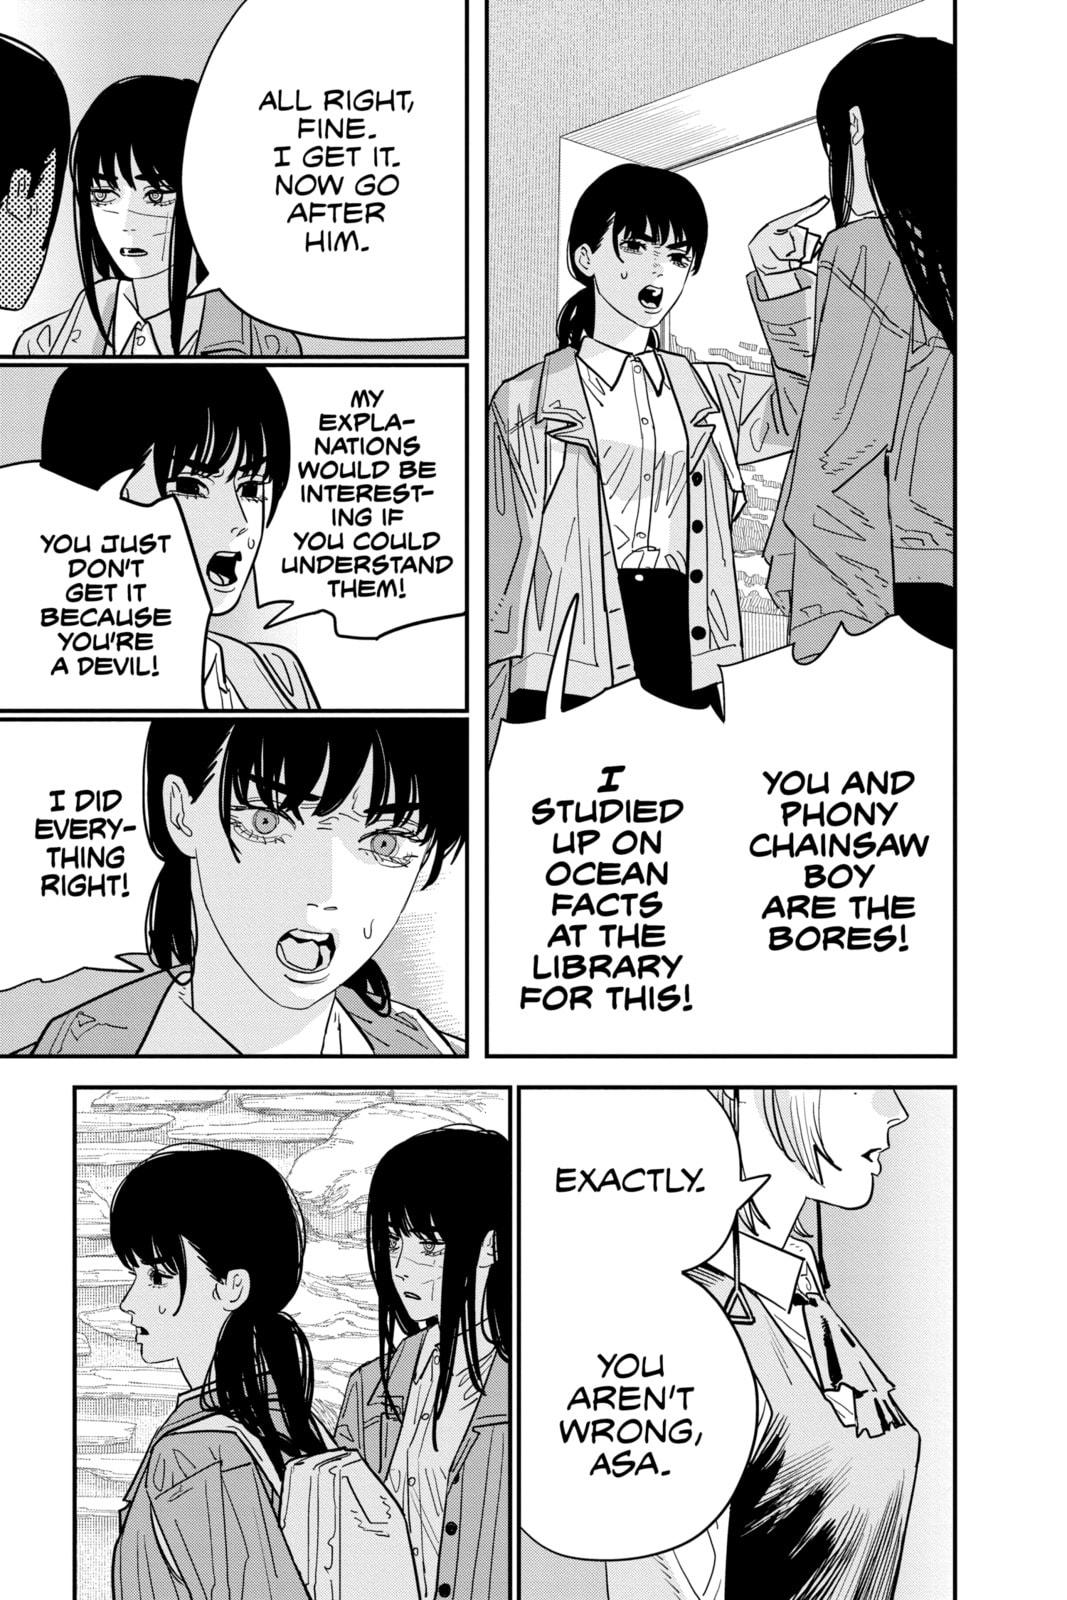 YOU AND
PHONY
CHAINSAW
BOY
ARE THE
BORES!
I
STUDIED
UP ON
OCEAN
FACTS
AT THE
LIBRARY
FOR THIS!
ALL RIGHT,
FINE.
I GET IT.
NOW GO
AFTER
HIM.
MY
EXPLA-
NATIONS
WOULD BE
INTEREST-
ING IF
YOU COULD
UNDERSTAND
THEM!
YOU JUST
DON'T
GET IT
BECAUSE
YOU'RE
A DEVIL!
I DID
EVERY-
THING
RIGHT!
EXACTLY.
YOU
AREN'T
WRONG,
ASA.